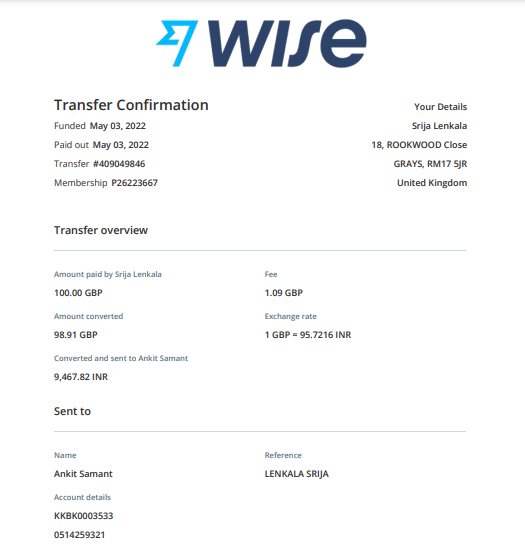 WISE
Transfer Confirmation
Funded May 03, 2022
Paid out May 03, 2022
Transfer #409049846
Membership P26223667
Your Details
Srija Lenkala
18, ROOKWOOD Close
GRAYS, RM17 5JR
United Kingdom
Transfer overview
Amount paid by Srija Lenkala
100.00 GBP
Fee
1.09 GBP
Amount converted
98.91 GBP
Exchange rate
1 GBP = 95.7216 INR
Converted and sent to Ankit Samant
9,467.82 INR
Sent to
Name
Ankit Samant
Reference
LENKALA SRIJA
Account details
KKBK0003533
0514259321